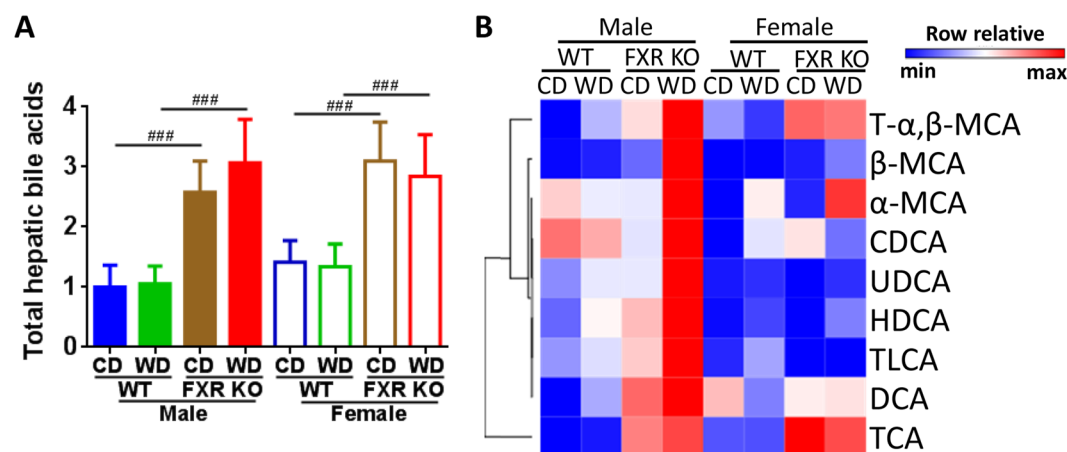 A
Total hepatic bile acids
4
3
2
1
0
###
###
###
###
CD WD CD WD CD WD CD WD
WT FXR KO WT FXR KO
Male Female
B
Male Female
WT FXR KO WT FXR KO
CD WD CD WD CD WD CD WD
Row relative
min max
T-α,β-MCA
β-MCA
α-MCA
CDCA
UDCA
HDCA
TLCA
DCA
TCA